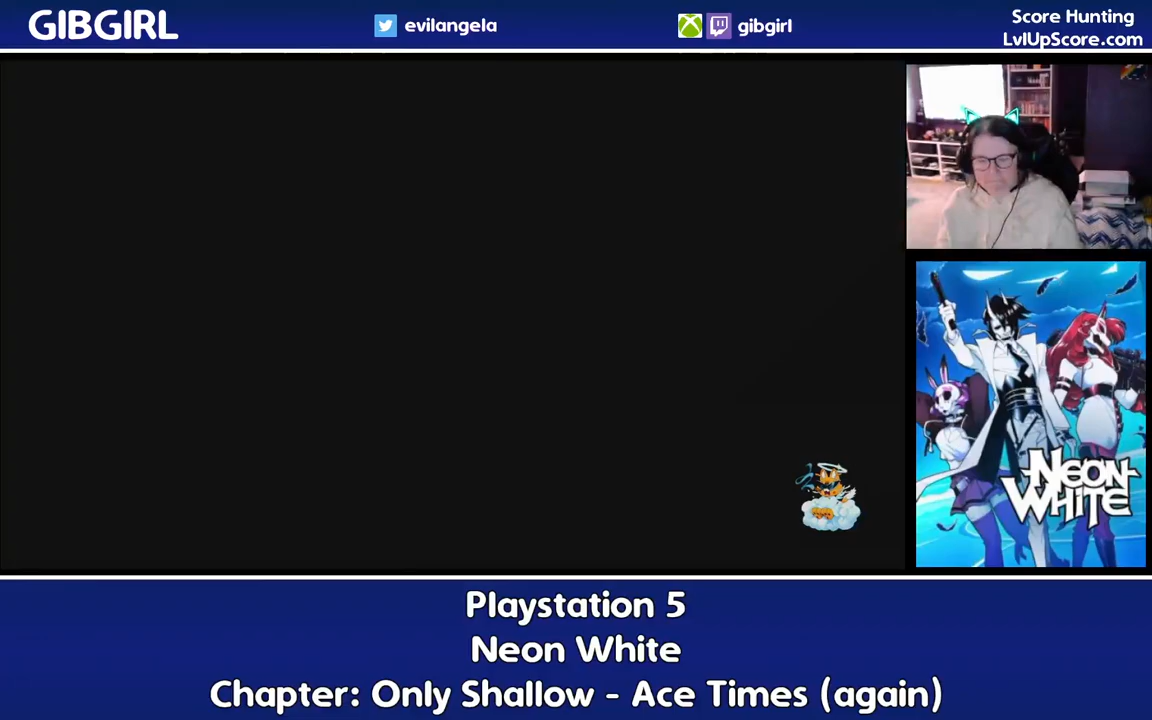 GIBGIRL
evilangela
gibgirl
Score Hunting
LvlUpScore.com
NEON
WHITE
Playstation 5
Neon White
Chapter: Only Shallow - Ace Times (again)